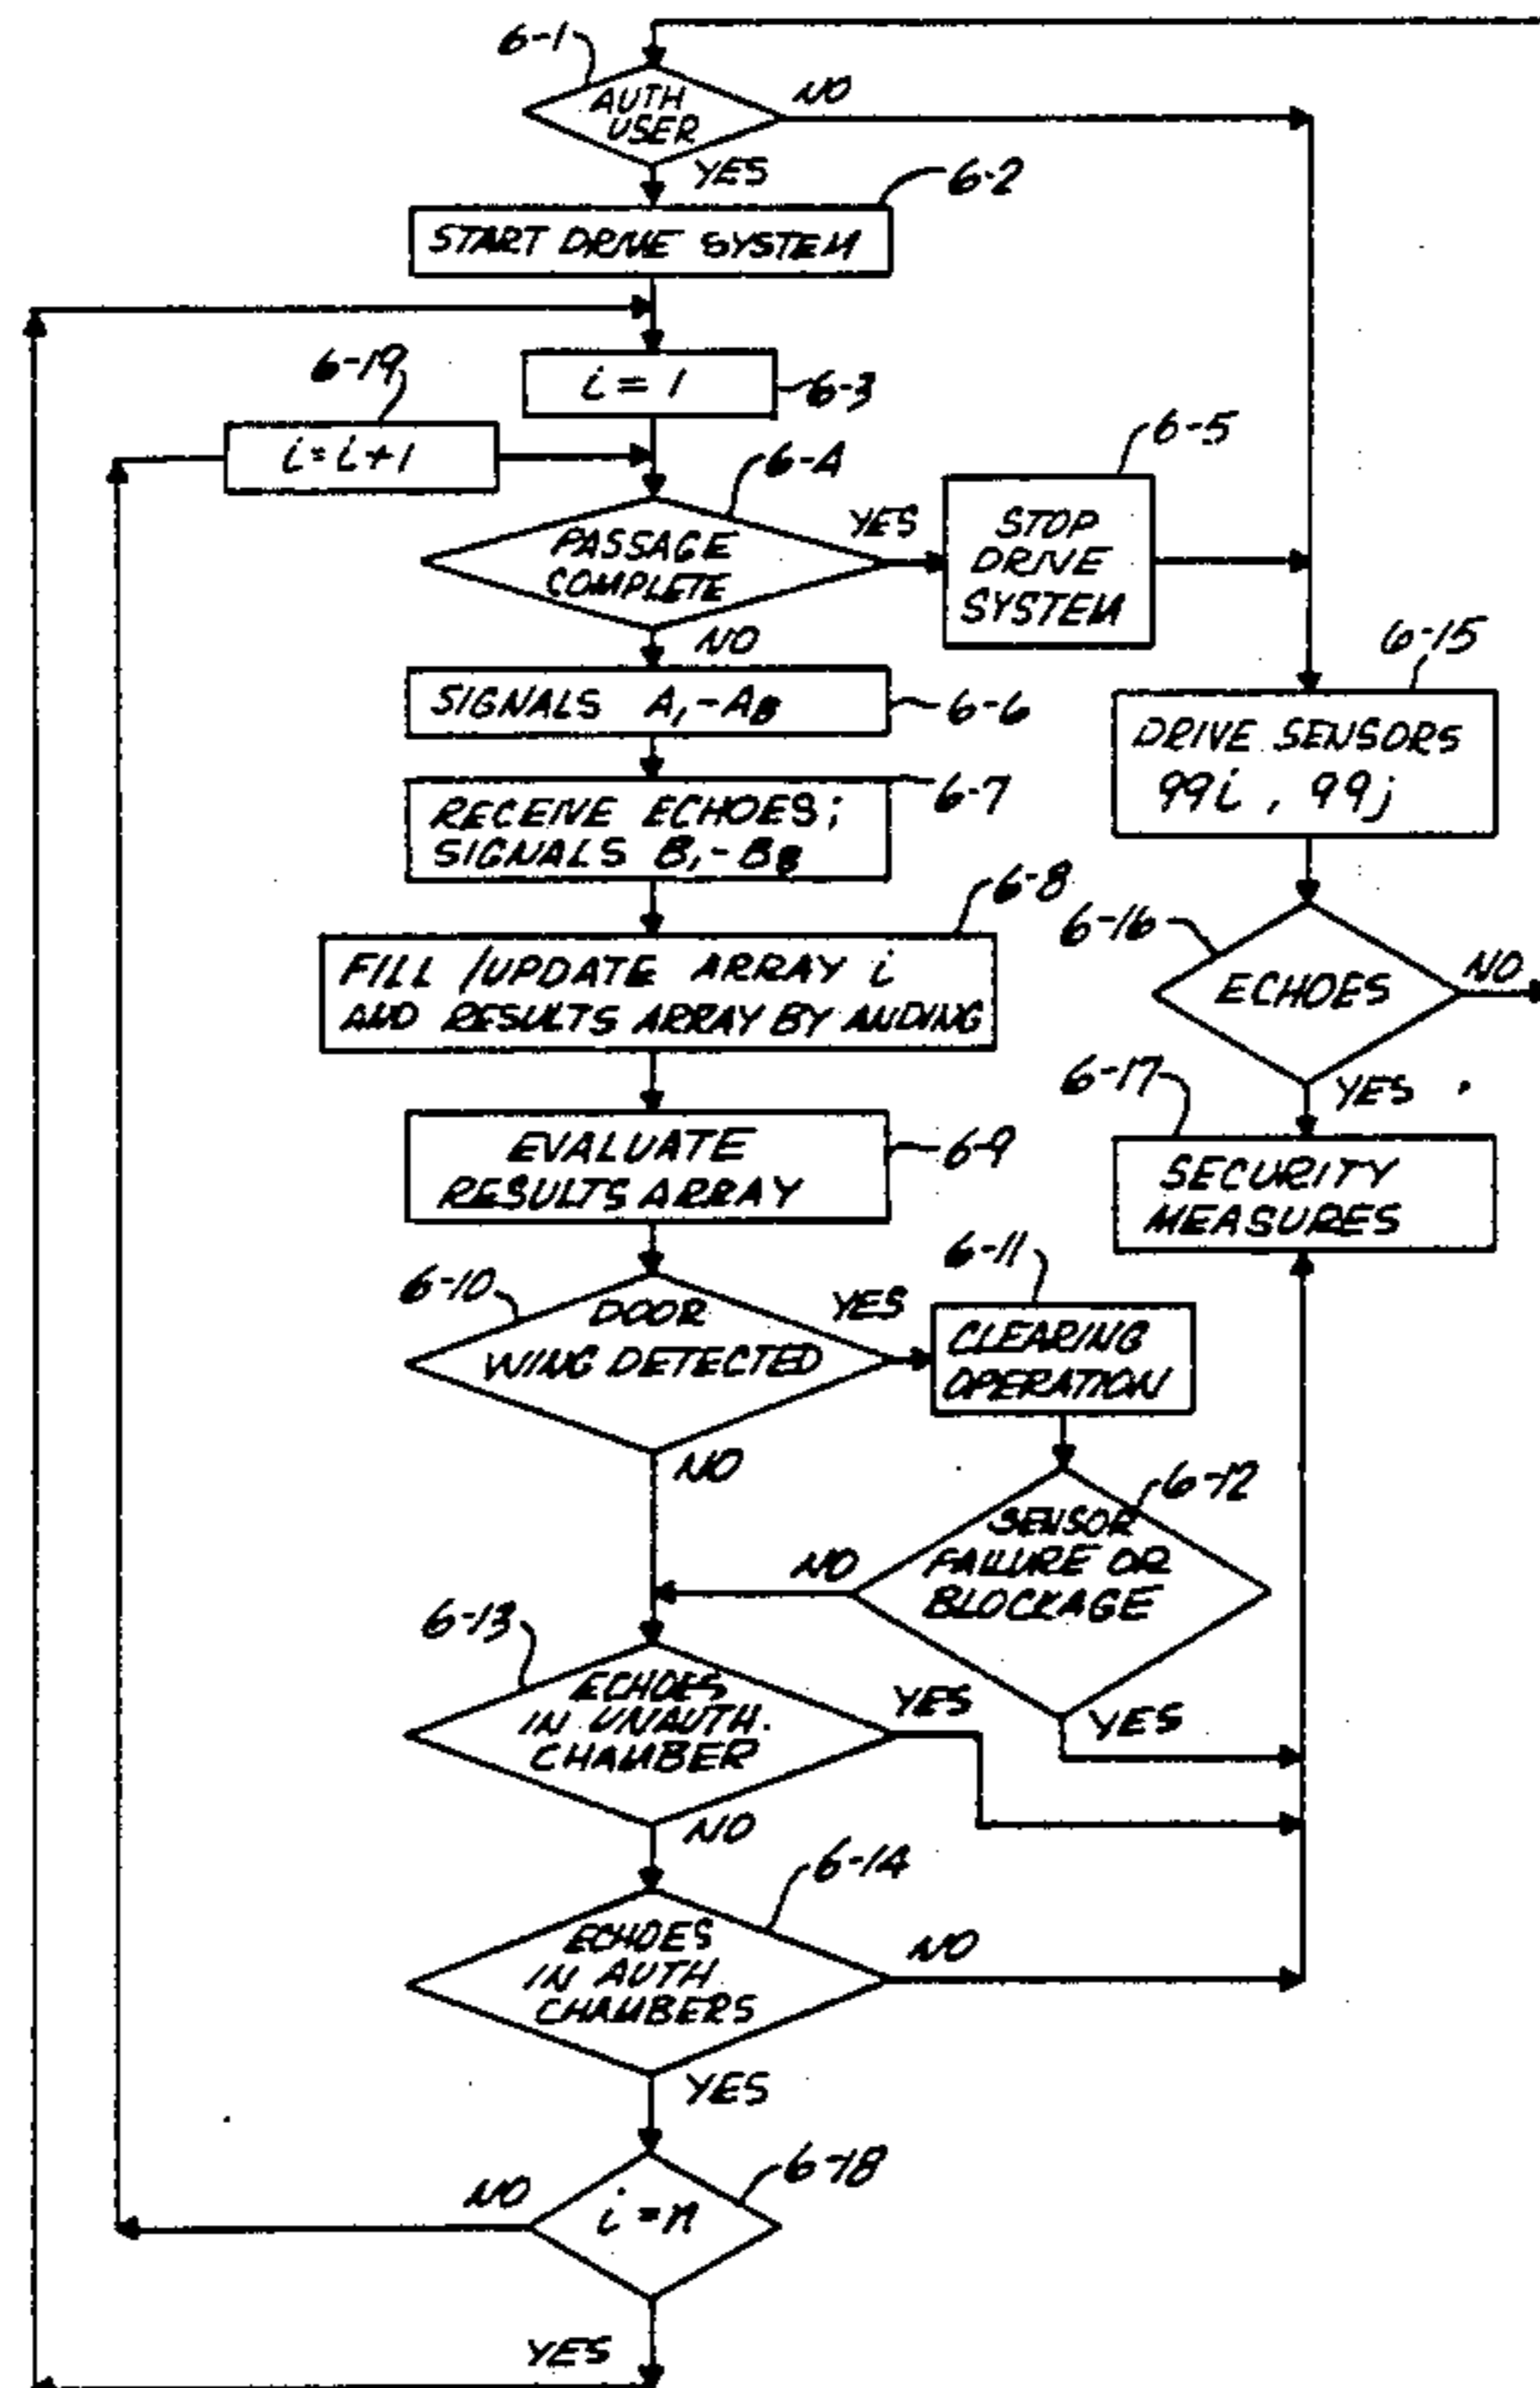 6-1
AUTH
USER
NO
YES
6-2
START DRIVE SYSTEM
6-19
i = 1
6-3
i=i+1
6-4
6-5
PASSAGE
COMPLETE
YES
STOP
DRIVE
SYSTEM
NO
6-15
SIGNALS A1-A8
6-6
DRIVE SENSORS
99i, 99j
6-7
RECEIVE ECHOES;
SIGNALS B1-B8
6-8
6-16
FILL /UPDATE ARRAY i
AND RESULTS ARRAY BY ANDING
ECHOES
NO
6-17
YES
EVALUATE
RESULTS ARRAY
6-9
SECURITY
MEASURES
6-10
DOOR
WING DETECTED
YES
6-11
CLEARING
OPERATION
NO
6-12
SENSOR
FAILURE OR
BLOCKAGE
NO
6-13
ECHOES
IN UNAUTH.
CHAMBER
YES
YES
NO
6-14
ECHOES
IN AUTH
CHAMBERS
NO
YES
6-18
NO
i=n
YES